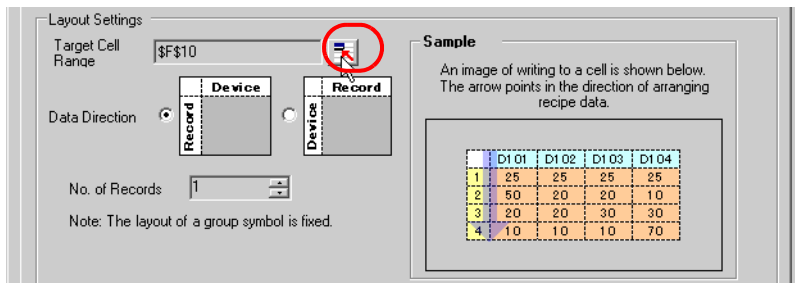 Layout Settings
Target Cell
Range
$F$10
Device
Record
Data Direction
Record
Device
No. of Records
1
Note: The layout of a group symbol is fixed.
Sample
An image of writing to a cell is shown below.
The arrow points in the direction of arranging
recipe data.
D101 D102 D103 D104
1 25 25 25 25
2 50 20 20 10
3 20 20 30 30
4 10 10 10 70